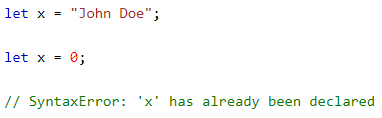 let x = "John Doe";
let x = 0;
// SyntaxError: 'x' has already been declared